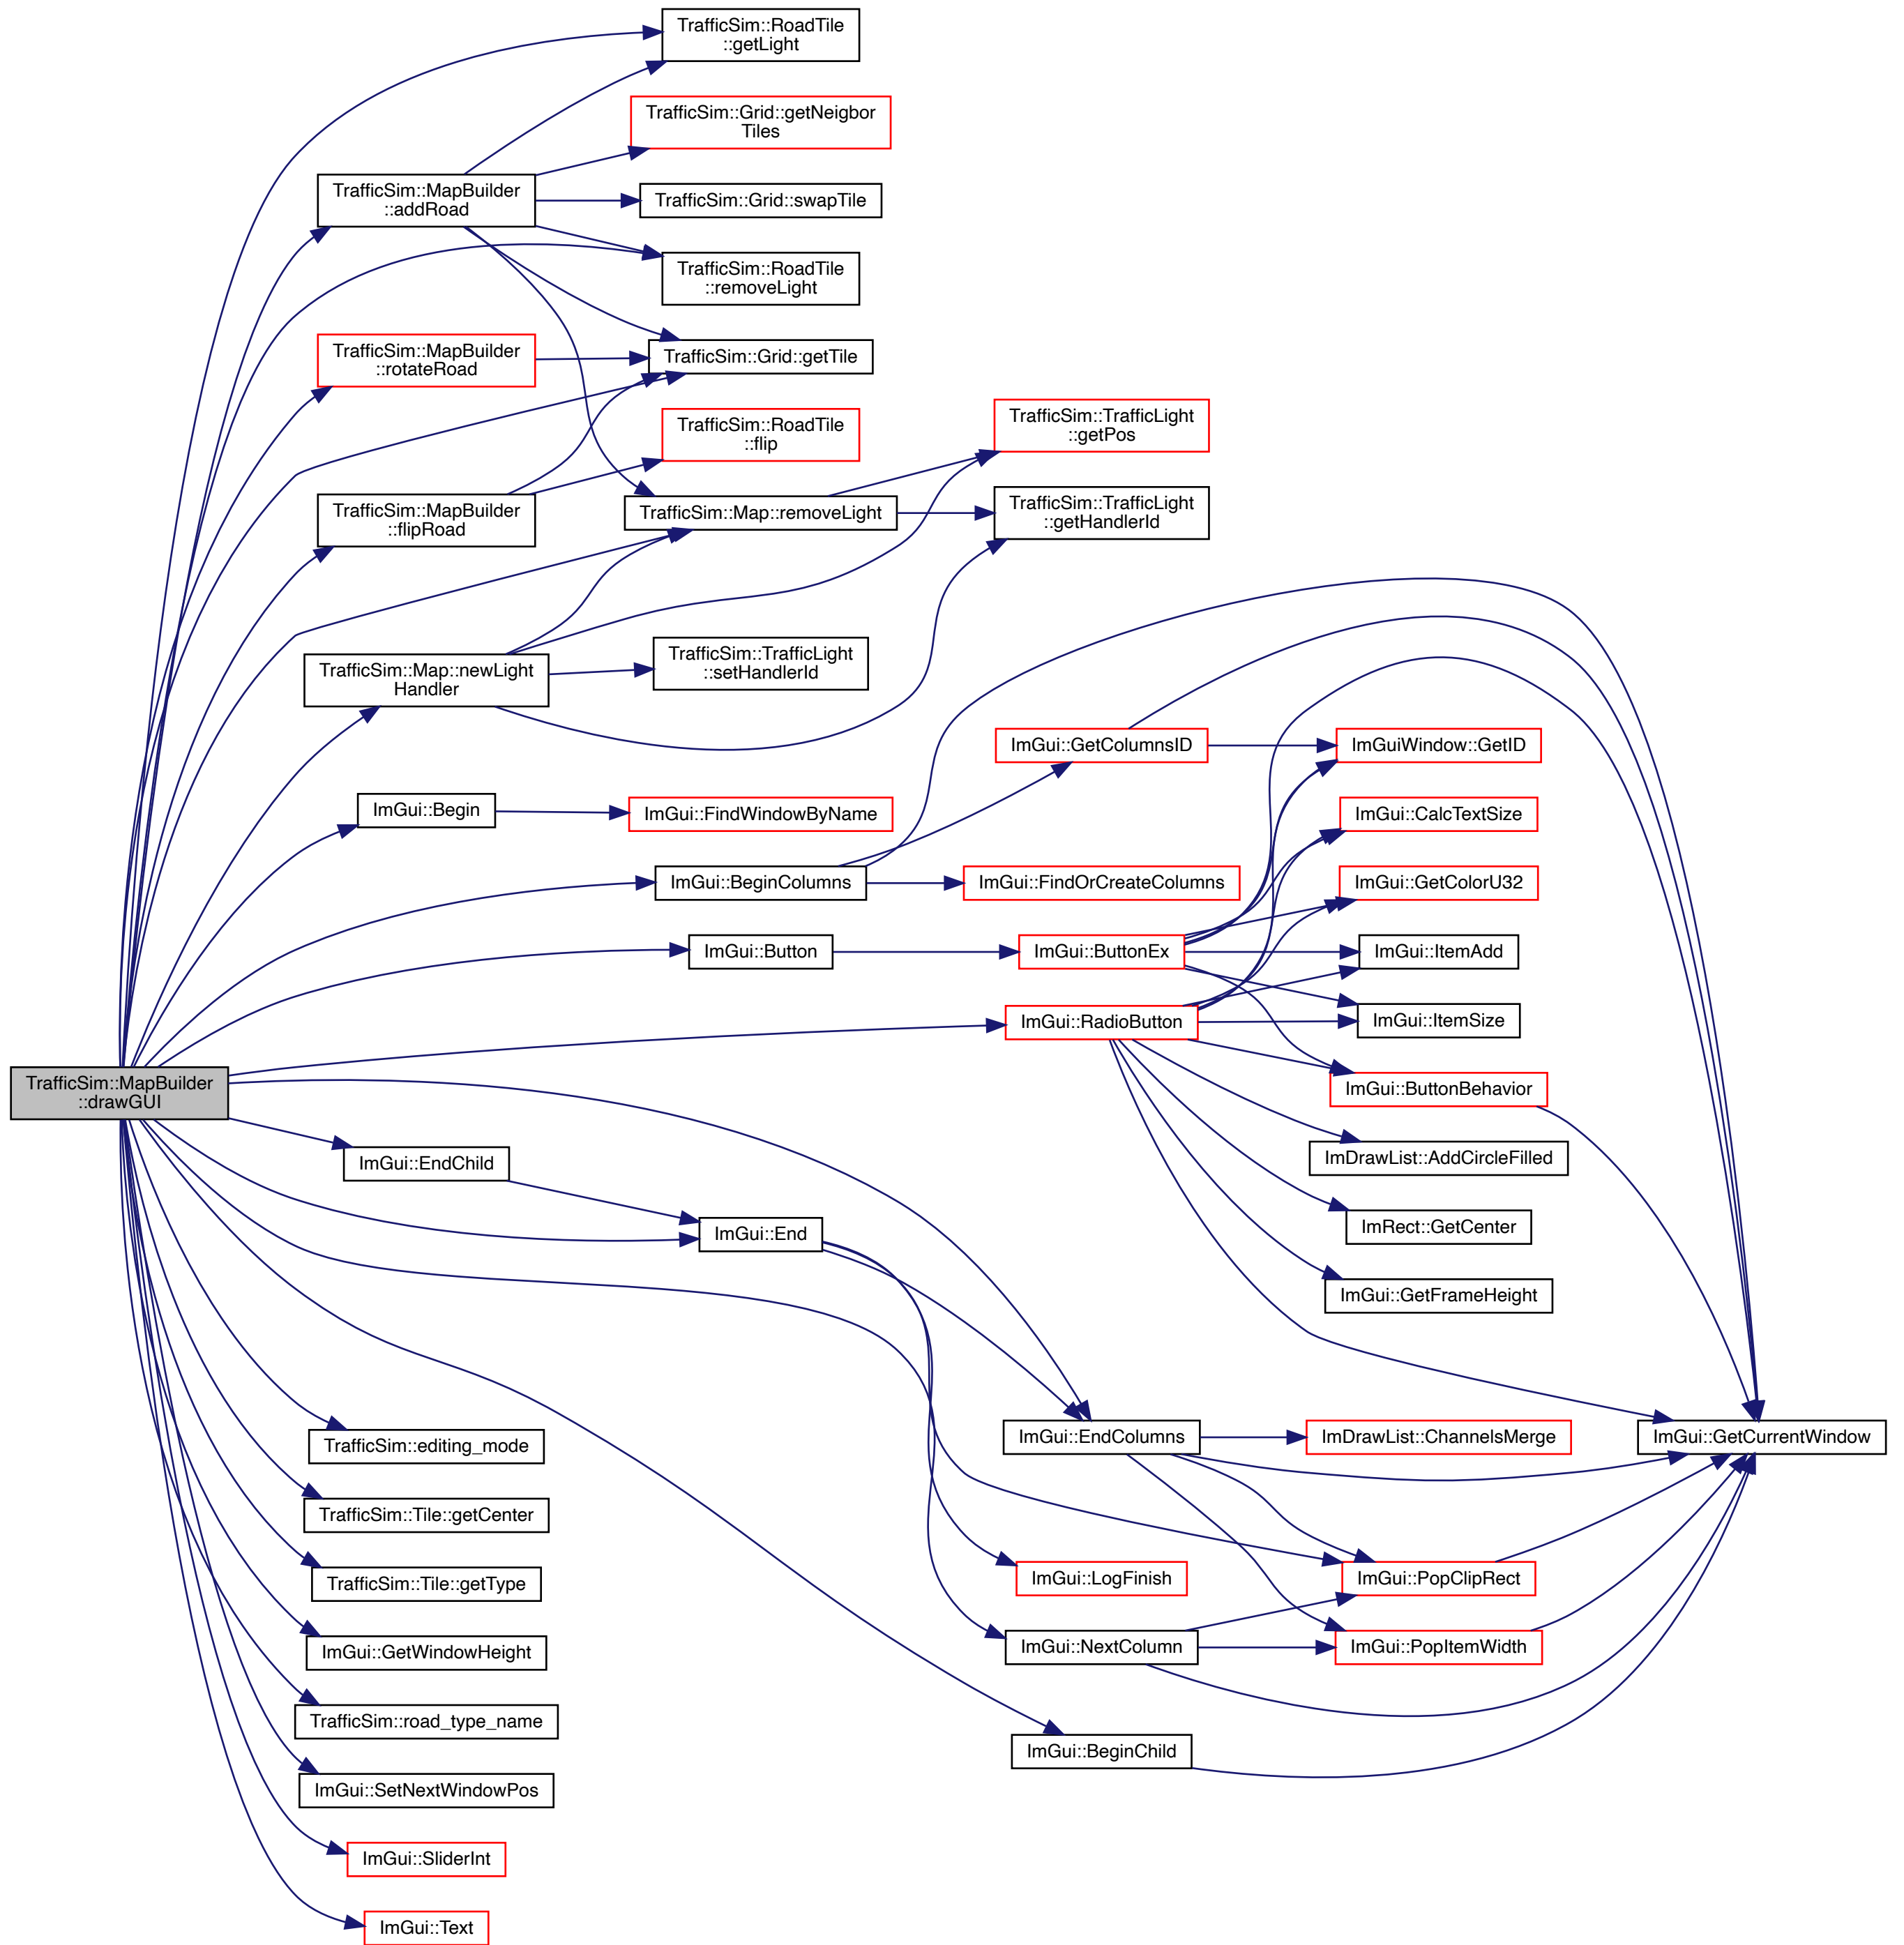 TrafficSim::RoadTile
::getLight
TrafficSim::Grid::getNeigbor
Tiles
TrafficSim::MapBuilder
::addRoad
TrafficSim::Grid::swapTile
TrafficSim::RoadTile
::removeLight
TrafficSim::MapBuilder
::rotateRoad
TrafficSim::Grid::getTile
TrafficSim::RoadTile
::flip
TrafficSim::TrafficLight
::getPos
TrafficSim::MapBuilder
::flipRoad
TrafficSim::Map::removeLight
TrafficSim::TrafficLight
::getHandlerId
TrafficSim::Map::newLight
Handler
TrafficSim::TrafficLight
::setHandlerId
ImGui::GetColumnsID
ImGuiWindow::GetID
ImGui::Begin
ImGui::FindWindowByName
ImGui::CalcTextSize
ImGui::BeginColumns
ImGui::FindOrCreateColumns
ImGui::GetColorU32
ImGui::Button
ImGui::ButtonEx
ImGui::ItemAdd
ImGui::RadioButton
ImGui::ItemSize
TrafficSim::MapBuilder
::drawGUI
ImGui::ButtonBehavior
ImGui::EndChild
ImDrawList::AddCircleFilled
ImGui::End
ImRect::GetCenter
ImGui::GetFrameHeight
TrafficSim::editing_mode
ImGui::EndColumns
ImDrawList::ChannelsMerge
ImGui::GetCurrentWindow
TrafficSim::Tile::getCenter
TrafficSim::Tile::getType
ImGui::LogFinish
ImGui::PopClipRect
ImGui::GetWindowHeight
ImGui::NextColumn
ImGui::PopItemWidth
TrafficSim::road_type_name
ImGui::BeginChild
ImGui::SetNextWindowPos
ImGui::SliderInt
ImGui::Text